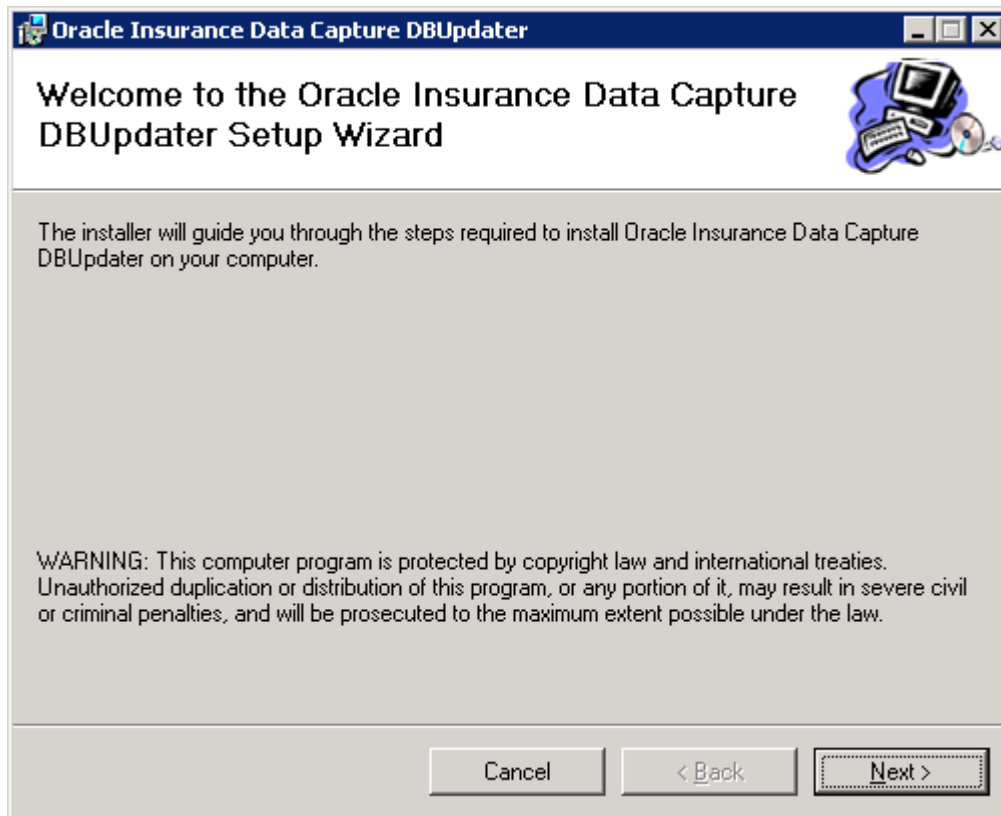 Oracle Insurance Data Capture DBUpdater
Welcome to the Oracle Insurance Data Capture
DBUpdater Setup Wizard
The installer will guide you through the steps required to install Oracle Insurance Data Capture
DBUpdater on your computer.
WARNING: This computer program is protected by copyright law and international treaties.
Unauthorized duplication or distribution of this program, or any portion of it, may result in severe civil
or criminal penalties, and will be prosecuted to the maximum extent possible under the law.
Cancel
< Back
Next >